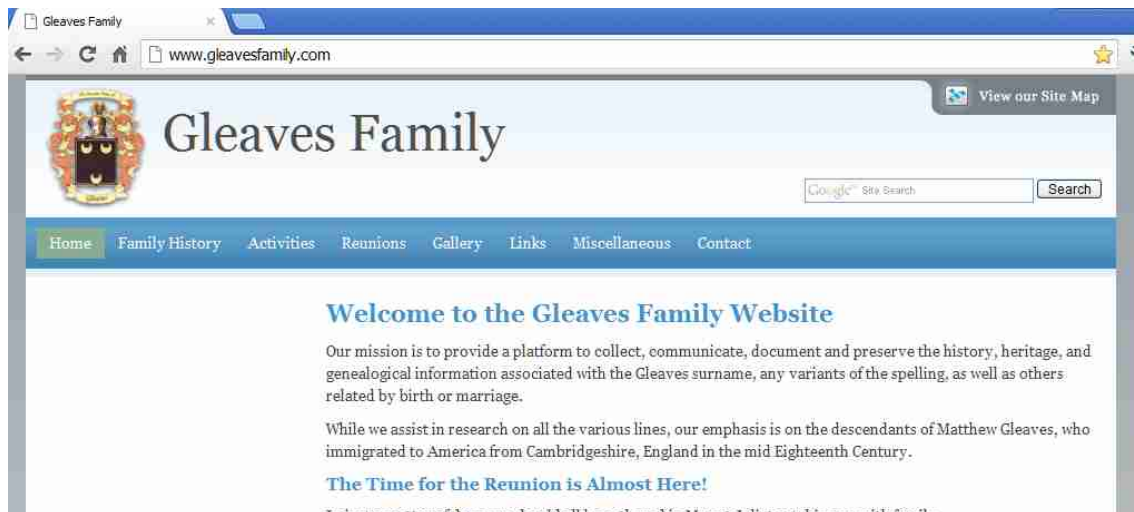 Gleaves Family
www.gleavesfamily.com
View our Site Map
Gleaves Family
Google™ Site Search
Search
Home Family History Activities Reunions Gallery Links Miscellaneous Contact
Welcome to the Gleaves Family Website
Our mission is to provide a platform to collect, communicate, document and preserve the history, heritage, and
genealogical information associated with the Gleaves surname, any variants of the spelling, as well as others
related by birth or marriage.
While we assist in research on all the various lines, our emphasis is on the descendants of Matthew Gleaves, who
immigrated to America from Cambridgeshire, England in the mid Eighteenth Century.
The Time for the Reunion is Almost Here!